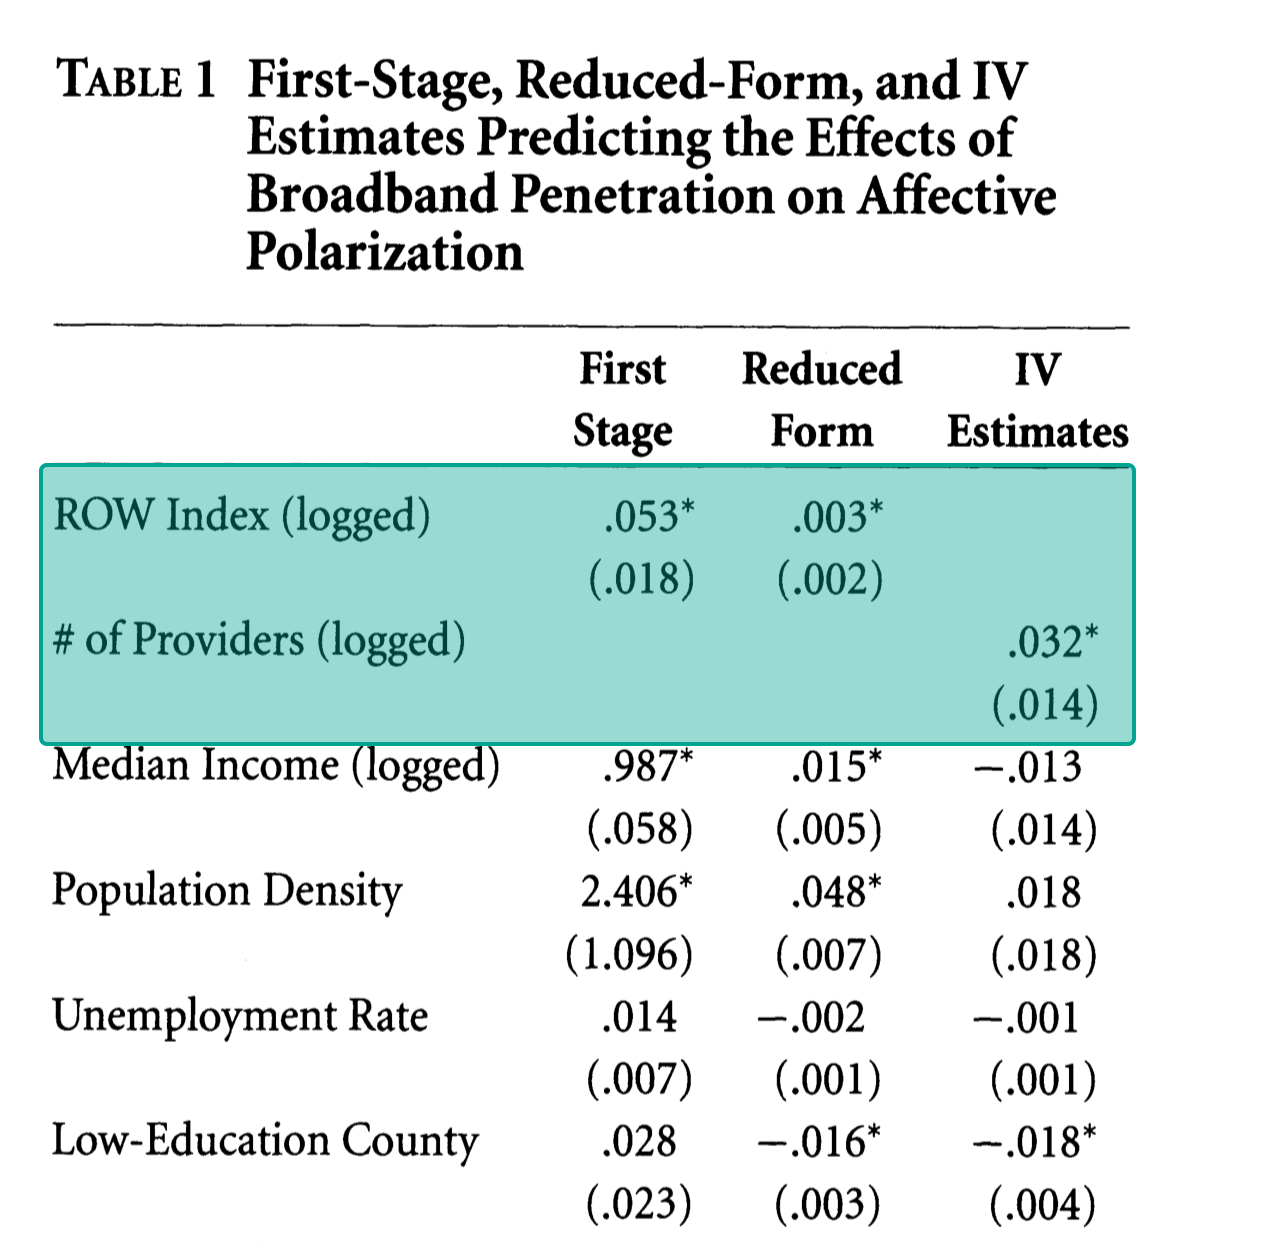 TABLE 1 First-Stage, Reduced-Form, and IV
Estimates Predicting the Effects of
Broadband Penetration on Affective
Polarization
First Reduced IV
Stage Form Estimates
ROW Index (logged) .053* .003*
(.018) (.002)
# of Providers (logged) .032*
(.014)
Median Income (logged) .987* .015* −.013
(.058) (.005) (.014)
Population Density 2.406* .048* .018
(1.096) (.007) (.018)
Unemployment Rate .014 −.002 −.001
(.007) (.001) (.001)
Low-Education County .028 −.016* −.018*
(.023) (.003) (.004)